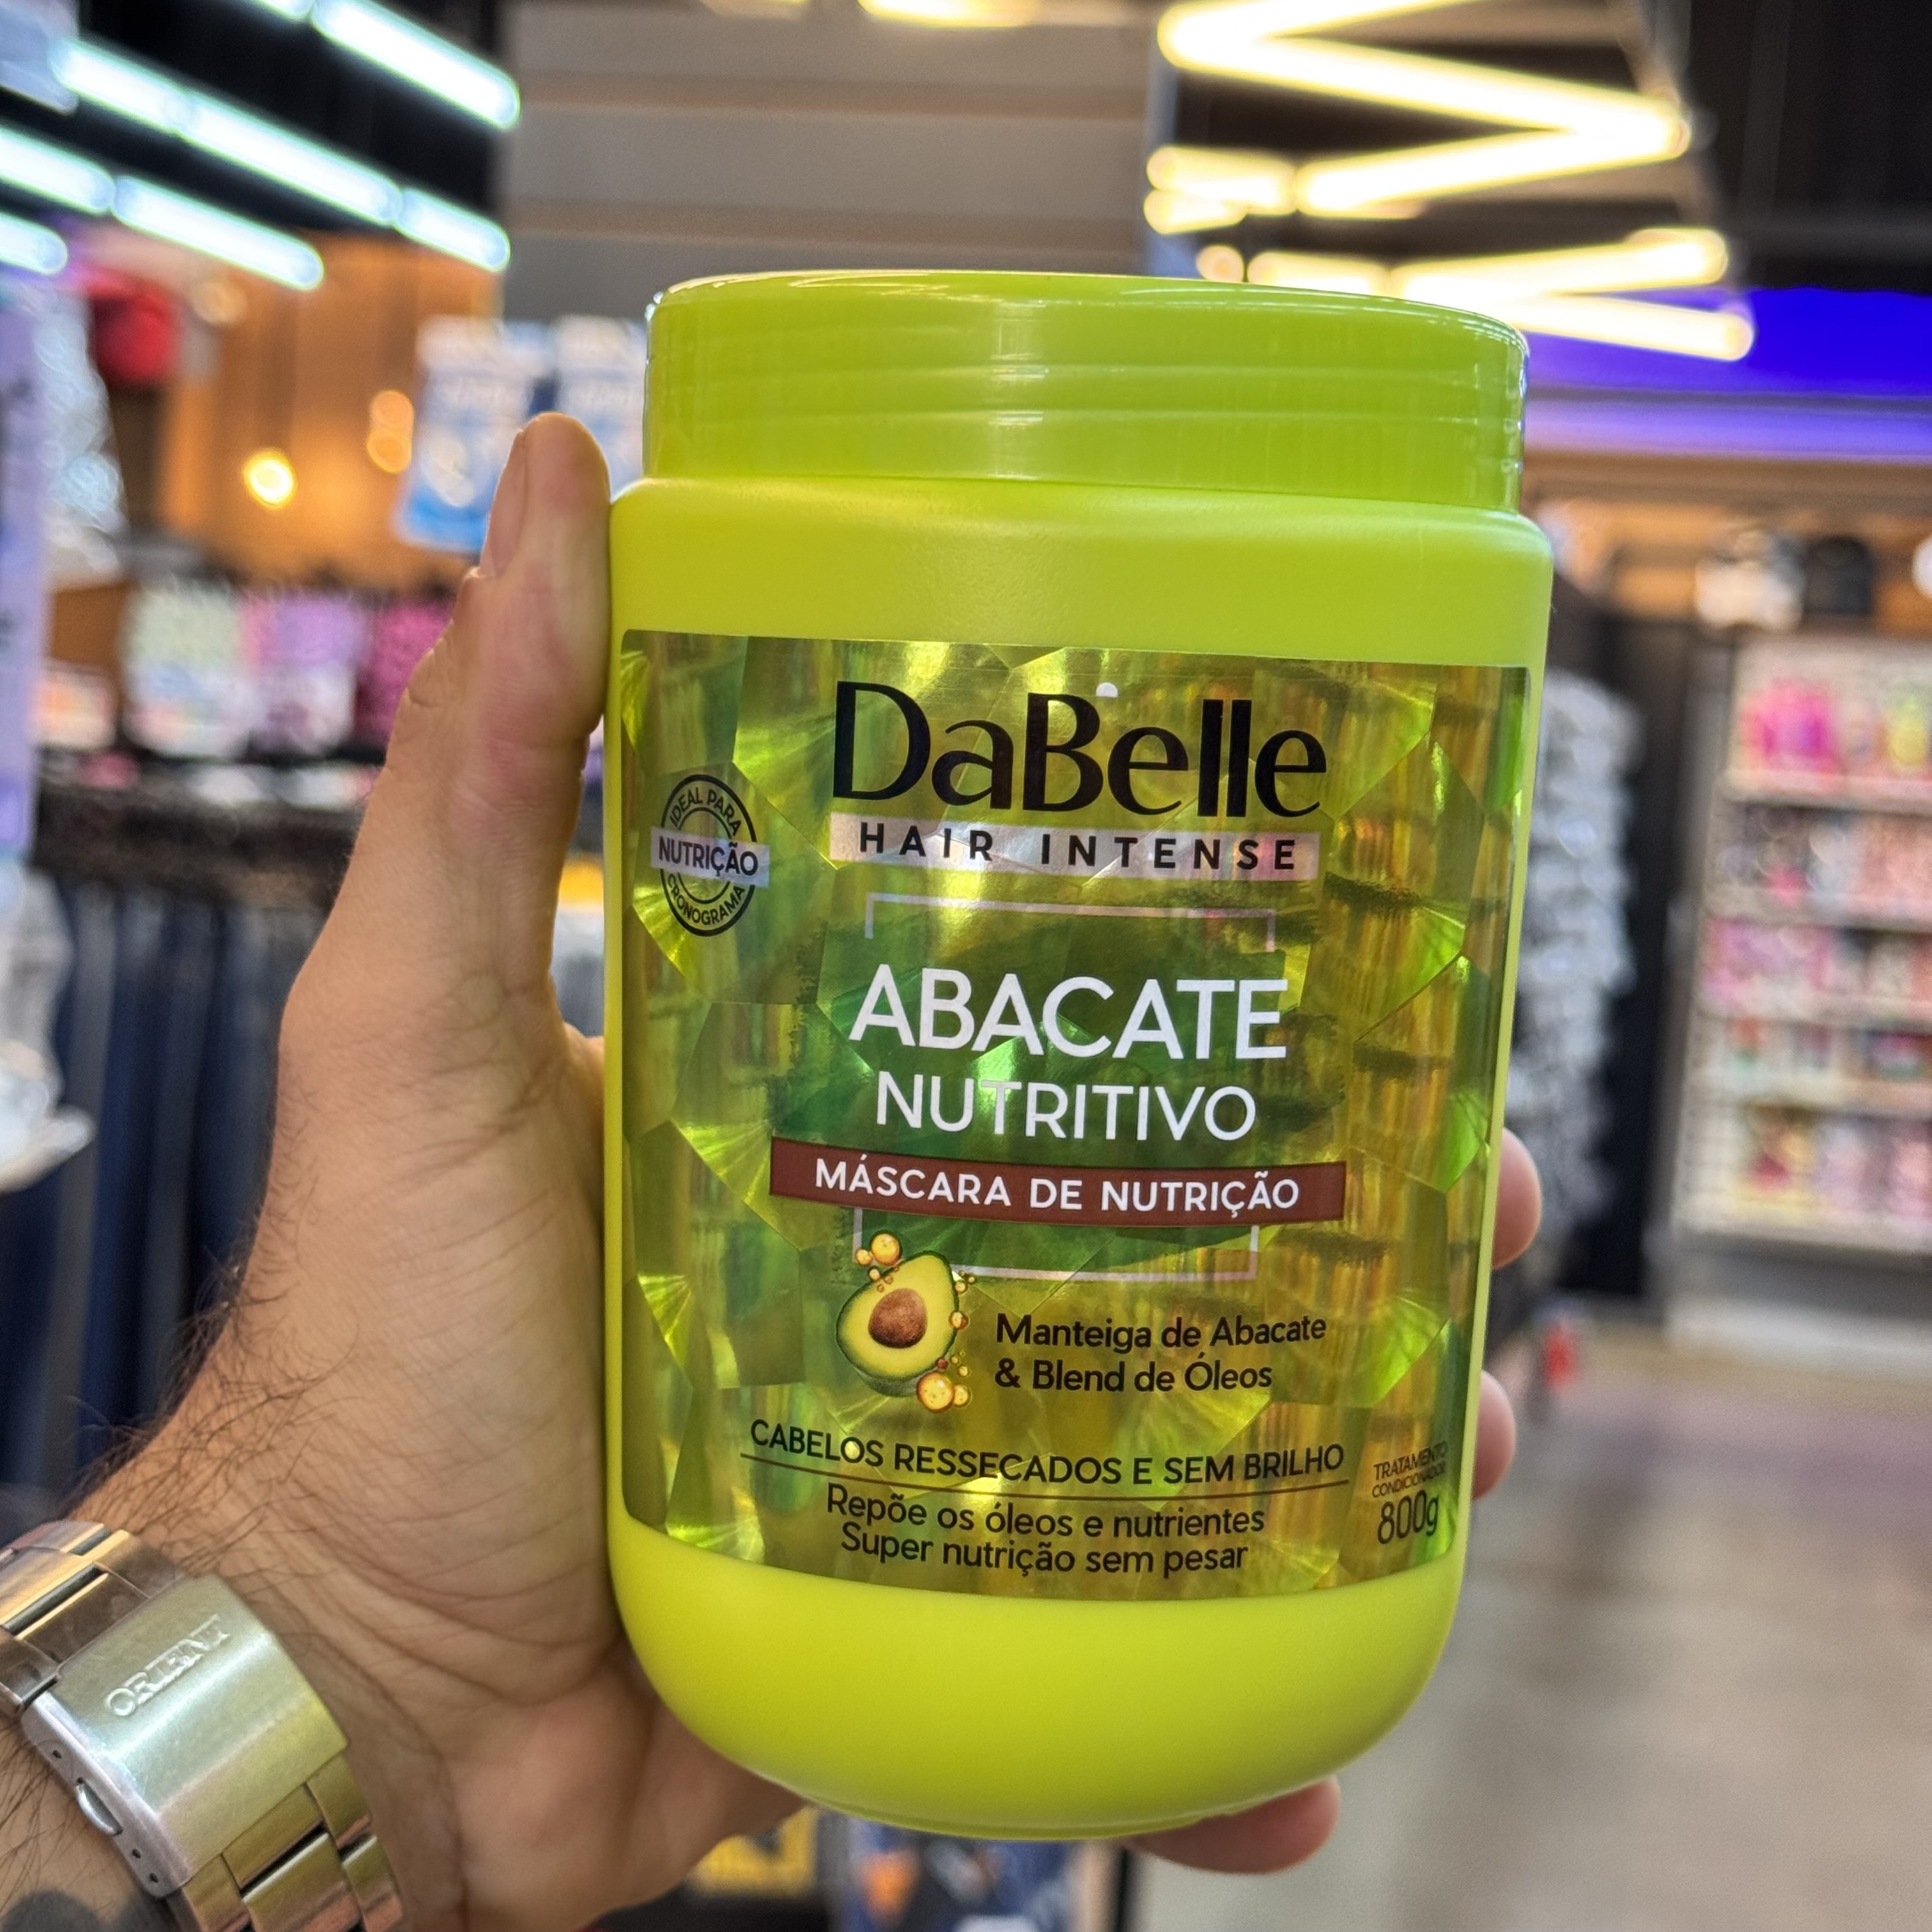 DaBelle
HAIR INTENSE
IDEAL PARA
NUTRIÇÃO
CRONOGRAMA
ABACATE
NUTRITIVO
MÁSCARA DE NUTRIÇÃO
Manteiga de Abacate
& Blend de Óleos
CABELOS RESSECADOS E SEM BRILHO
Repõe os óleos e nutrientes
Super nutrição sem pesar
TRATAMENTO
CONDICIONADOR
800g
ORIENT